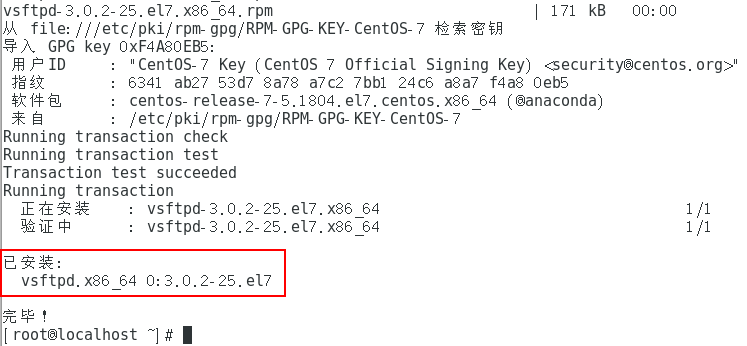 vsftpd-3.0.2-25.el7.x86_64.rpm | 171 kB 00:00
从 file:///etc/pki/rpm-gpg/RPM-GPG-KEY-CentOS-7 检索密钥
导入 GPG key 0xF4A80EB5:
用户ID : "CentOS-7 Key (CentOS 7 Official Signing Key) <security@centos.org>"
指纹 : 6341 ab27 53d7 8a78 a7c2 7bb1 24c6 a8a7 f4a8 0eb5
软件包 : centos-release-7-5.1804.el7.centos.x86_64 (@anaconda)
来自 : /etc/pki/rpm-gpg/RPM-GPG-KEY-CentOS-7
Running transaction check
Running transaction test
Transaction test succeeded
Running transaction
正在安装 : vsftpd-3.0.2-25.el7.x86_64 1/1
验证中 : vsftpd-3.0.2-25.el7.x86_64 1/1
已安装:
vsftpd.x86_64 0:3.0.2-25.el7
完毕！
[root@localhost ~]#